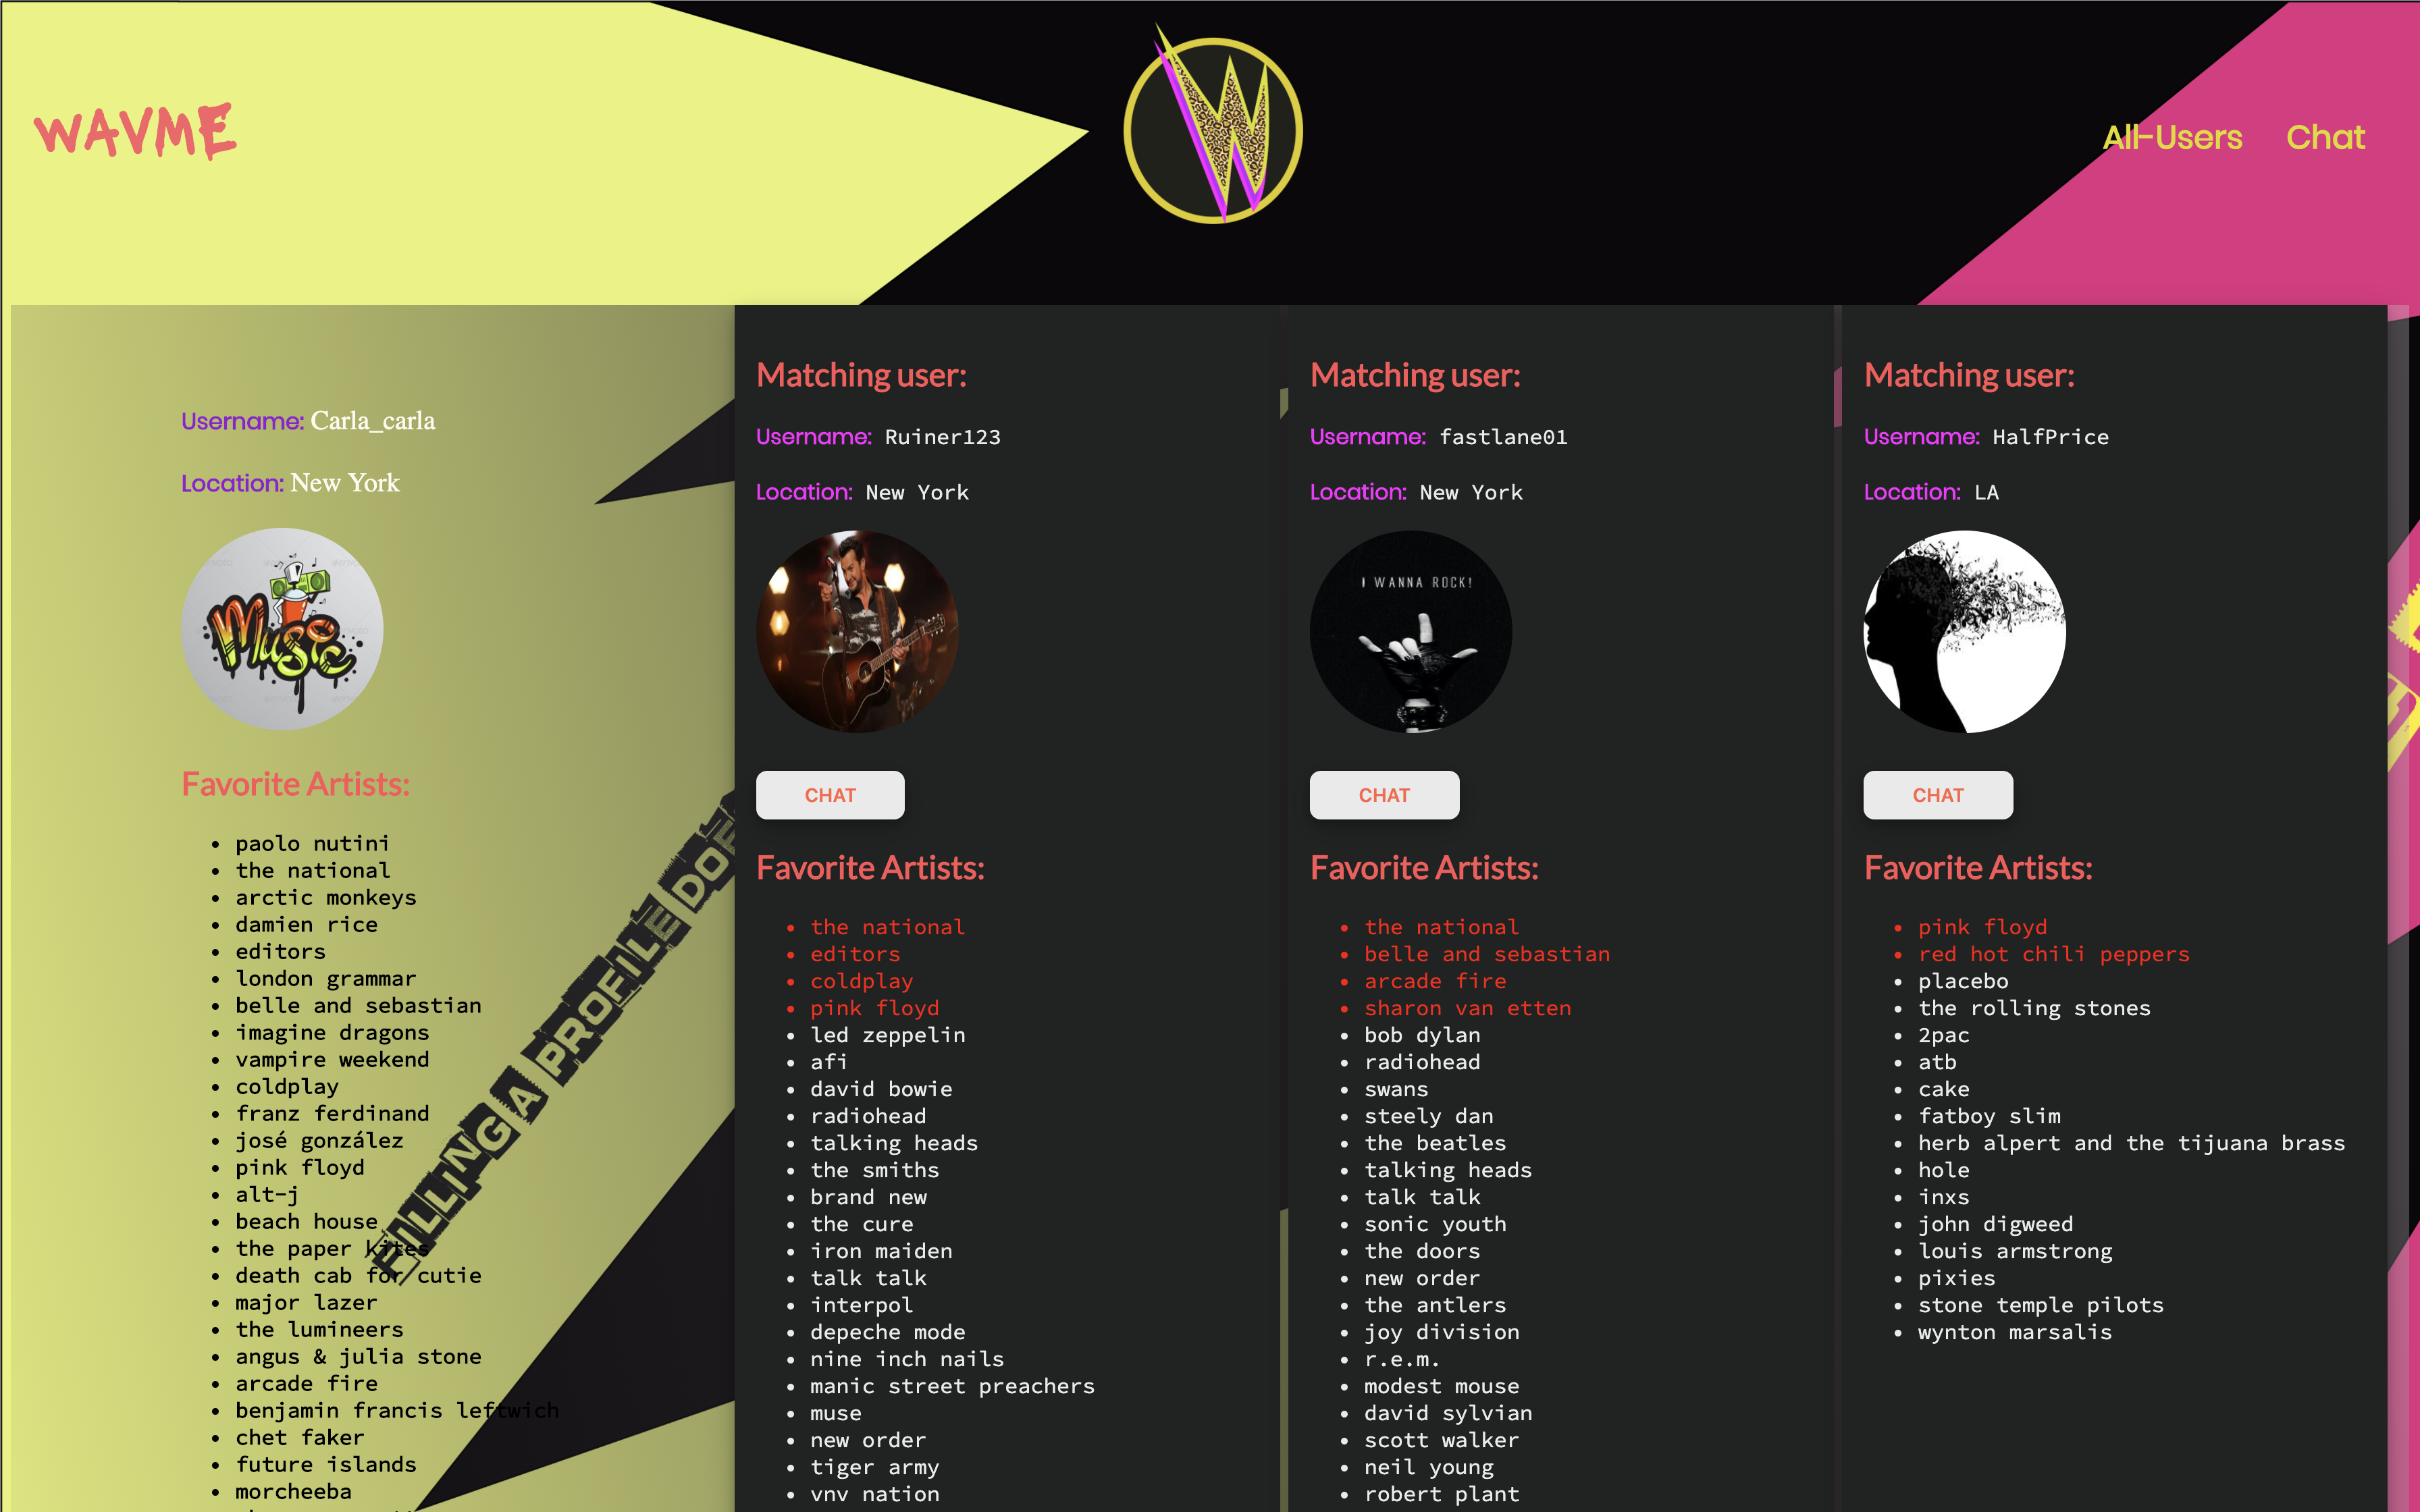 WAVME
W
All-Users Chat
Username: Carla_carla
Location: New York
Music
Favorite Artists:
• paolo nutini
• the national
• arctic monkeys
• damien rice
• editors
• london grammar
• belle and sebastian
• imagine dragons
• vampire weekend
• coldplay
• franz ferdinand
• josé gonzález
• pink floyd
• alt-j
• beach house
• the paper kites
• death cab for cutie
• major lazer
• the lumineers
• angus & julia stone
• arcade fire
• benjamin francis leftwich
• chet faker
• future islands
• morcheeba
FILLING A PROFILE
Matching user:
Username: Ruiner123
Location: New York
CHAT
Favorite Artists:
• the national
• editors
• coldplay
• pink floyd
• led zeppelin
• afi
• david bowie
• radiohead
• talking heads
• the smiths
• brand new
• the cure
• iron maiden
• talk talk
• interpol
• depeche mode
• nine inch nails
• manic street preachers
• muse
• new order
• tiger army
• vnv nation
Matching user:
Username: fastlane01
Location: New York
I WANNA ROCK!
CHAT
Favorite Artists:
• the national
• belle and sebastian
• arcade fire
• sharon van etten
• bob dylan
• radiohead
• swans
• steely dan
• the beatles
• talking heads
• talk talk
• sonic youth
• the doors
• new order
• the antlers
• joy division
• r.e.m.
• modest mouse
• david sylvian
• scott walker
• neil young
• robert plant
Matching user:
Username: HalfPrice
Location: LA
CHAT
Favorite Artists:
• pink floyd
• red hot chili peppers
• placebo
• the rolling stones
• 2pac
• atb
• cake
• fatboy slim
• herb alpert and the tijuana brass
• hole
• inxs
• john digweed
• louis armstrong
• pixies
• stone temple pilots
• wynton marsalis